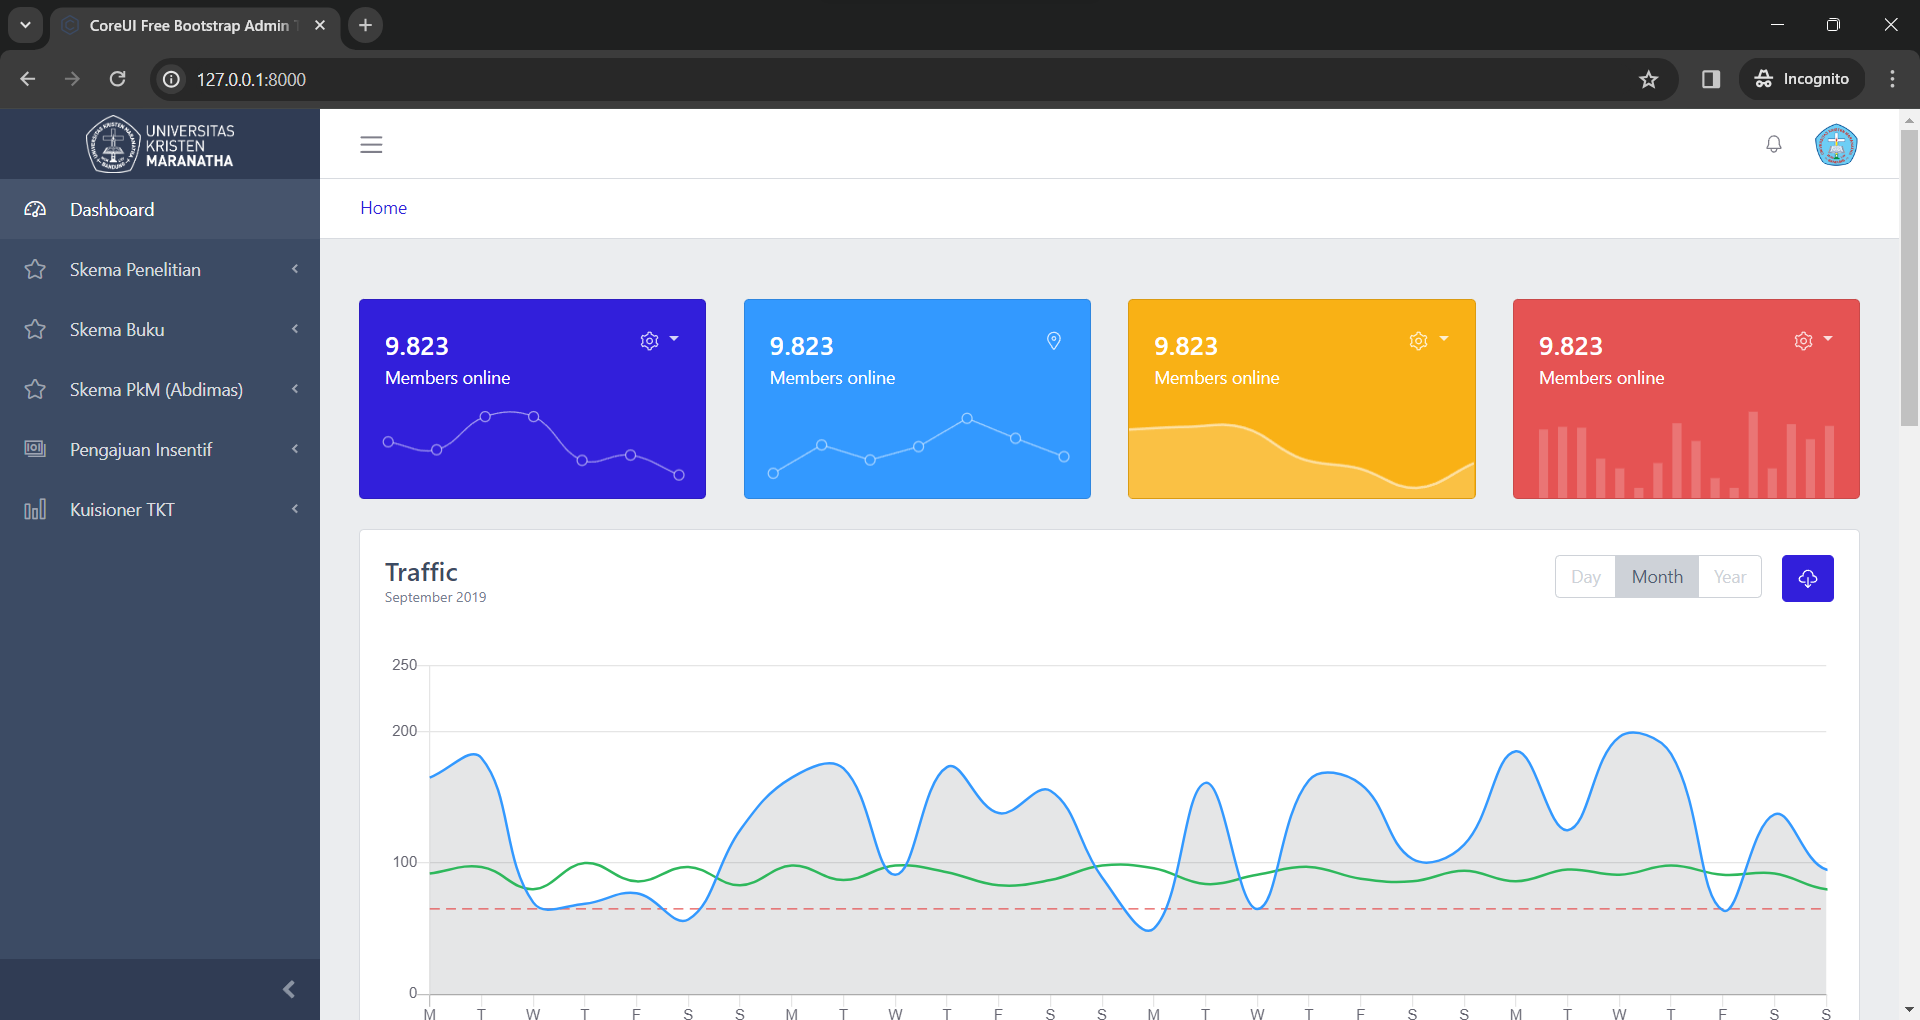 CoreUI Free Bootstrap Admin
127.0.0.1:8000
Incognito
UNIVERSITAS
KRISTEN
MARANATHA
Dashboard
Skema Penelitian
Skema Buku
Skema PkM (Abdimas)
Pengajuan Insentif
Kuisioner TKT
Home
9.823
Members online
9.823
Members online
9.823
Members online
9.823
Members online
Traffic
September 2019
Day Month Year
250
200
100
0
M T W T F S S M T W T F S S M T W T F S S M T W T F S S